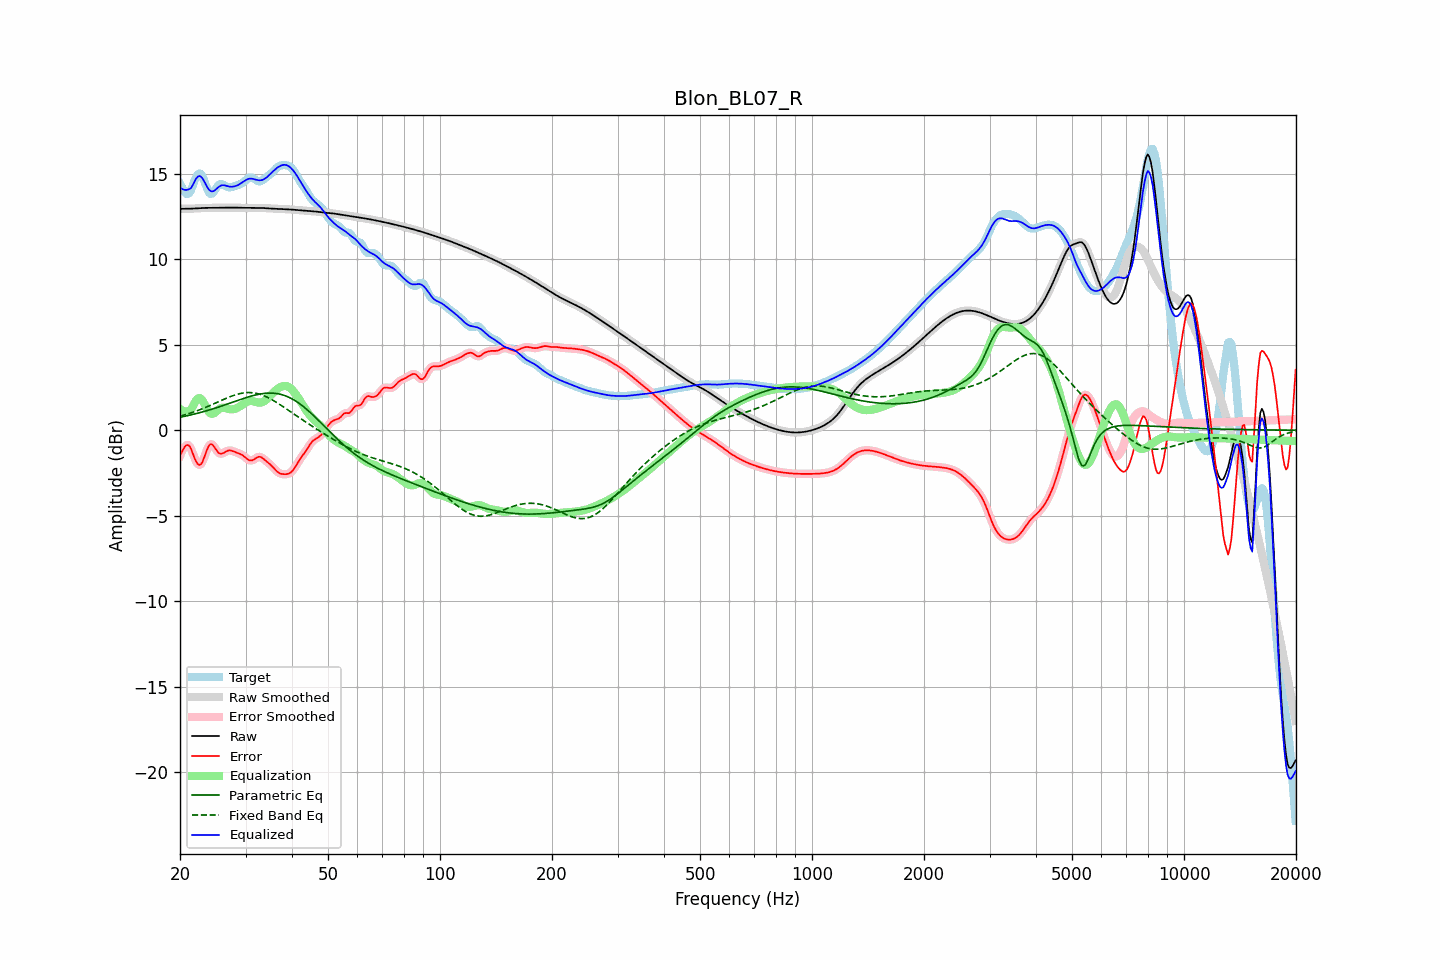 Blon_BL07_R
Amplitude (dBr)
15
10
5
0
−5
−10
−15
−20
Target
Raw Smoothed
Error Smoothed
Raw
Error
Equalization
Parametric Eq
Fixed Band Eq
Equalized
20 50 100 200 500 1000 2000 5000 10000 20000
Frequency (Hz)